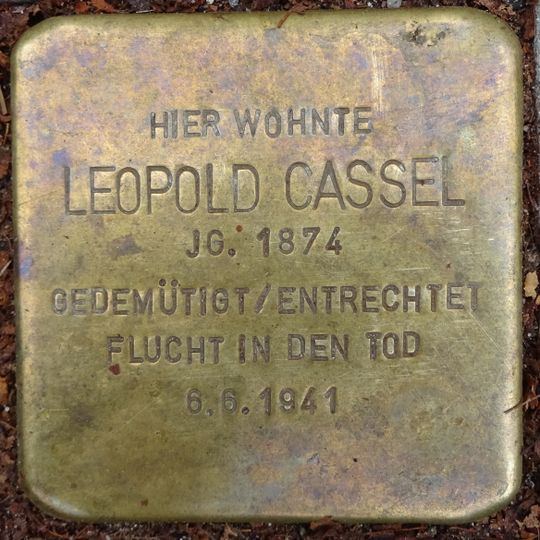 HIER WOHNTE
LEOPOLD CASSEL
JG. 1874
GEDEMÜTIGT/ENTRECHTET
FLUCHT IN DEN TOD
6.6.1941